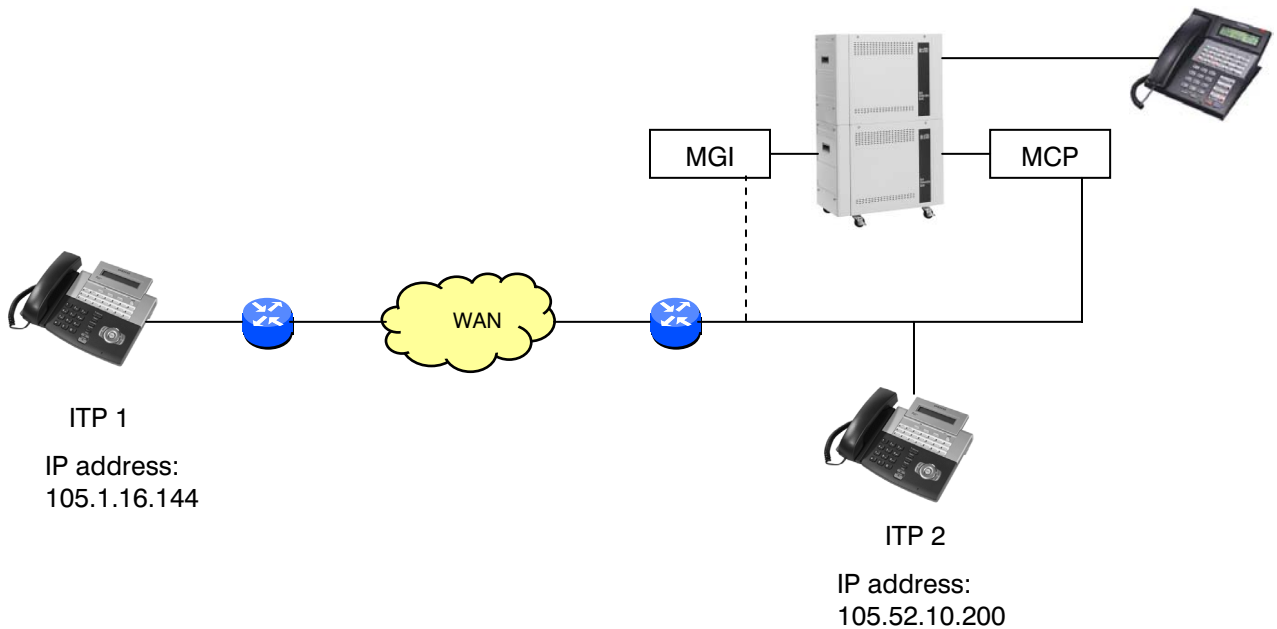 MGI
MCP
WAN
ITP 1
IP address:
105.1.16.144
ITP 2
IP address:
105.52.10.200